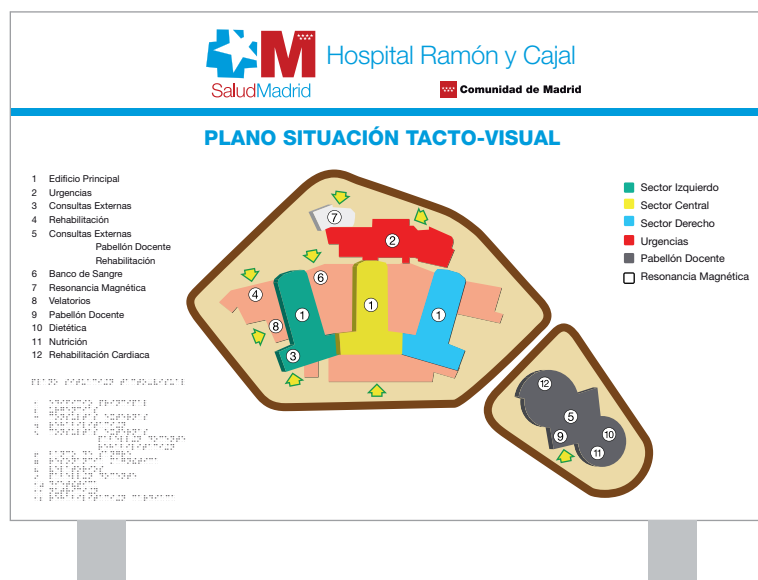 SaludMadrid
Hospital Ramón y Cajal
Comunidad de Madrid
PLANO SITUACIÓN TACTO-VISUAL
1 Edificio Principal
2 Urgencias
3 Consultas Externas
4 Rehabilitación
5 Consultas Externas
Pabellón Docente
Rehabilitación
6 Banco de Sangre
7 Resonancia Magnética
8 Velatorios
9 Pabellón Docente
10 Dietética
11 Nutrición
12 Rehabilitación Cardiaca
Sector Izquierdo
Sector Central
Sector Derecho
Urgencias
Pabellón Docente
Resonancia Magnética
7
2
6
4
1
1
1
8
3
12
5
9
10
11